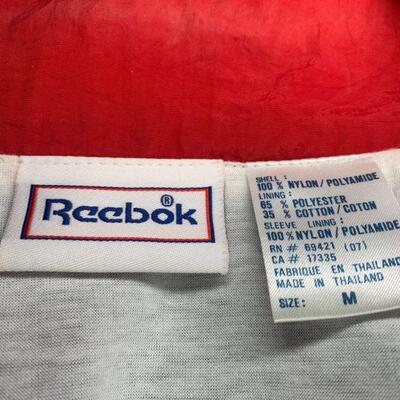 Reebok®
SHELL:
100% NYLON/POLYAMIDE
LINING:
65% POLYESTER
35% COTTON/COTON
SLEEVE LINING:
100% NYLON/POLYAMIDE
RN# 69421 (07)
CA# 17335
FABRIQUE EN THAILAND
MADE IN THAILAND
SIZE: M